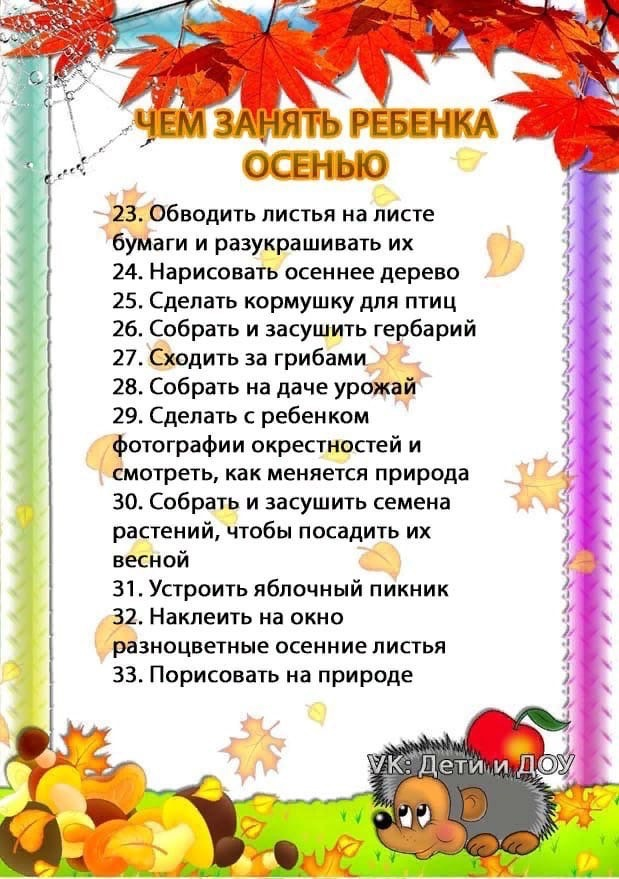 ЧЕМ ЗАНЯТЬ РЕБЕНКА
ОСЕНЬЮ
23. Обводить листья на листе
бумаги и разукрашивать их
24. Нарисовать осеннее дерево
25. Сделать кормушку для птиц
26. Собрать и засушить гербарий
27. Сходить за грибами
28. Собрать на даче урожай
29. Сделать с ребенком
фотографии окрестностей и
смотреть, как меняется природа
30. Собрать и засушить семена
растений, чтобы посадить их
весной
31. Устроить яблочный пикник
32. Наклеить на окно
разноцветные осенние листья
33. Порисовать на природе
VK: Дети и ДОУ